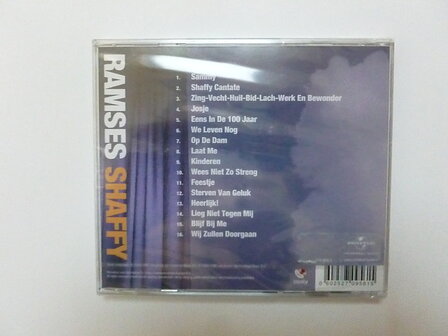 RAMSES SHAFFY
1. Sammy
2. Shaffy Cantate
3. Zing-Vecht-Huil-Bid-Lach-Werk En Bewonder
4. Josje
5. Eens In De 100 Jaar
6. We Leven Nog
7. Op De Dam
8. Laat Me
9. Kinderen
10. Wees Niet Zo Streng
11. Feestje
12. Sterven Van Geluk
13. Heerlijk!
14. Lieg Niet Tegen Mij
15. Blijf Bij Me
16. Wij Zullen Doorgaan